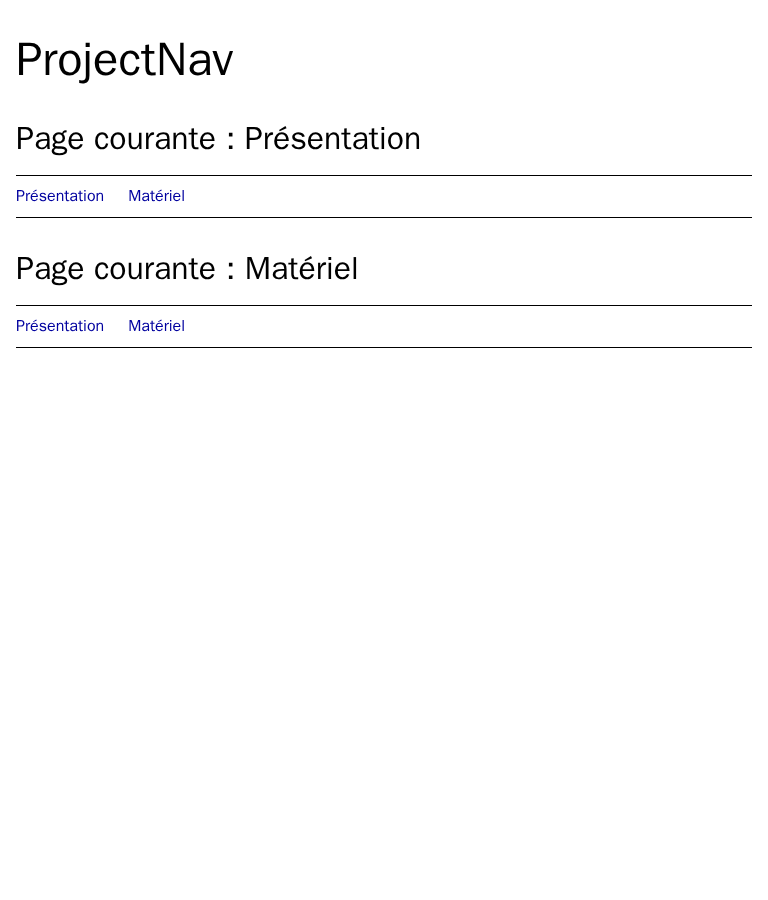 ProjectNav
Page courante : Présentation
Présentation Matériel
Page courante : Matériel
Présentation Matériel